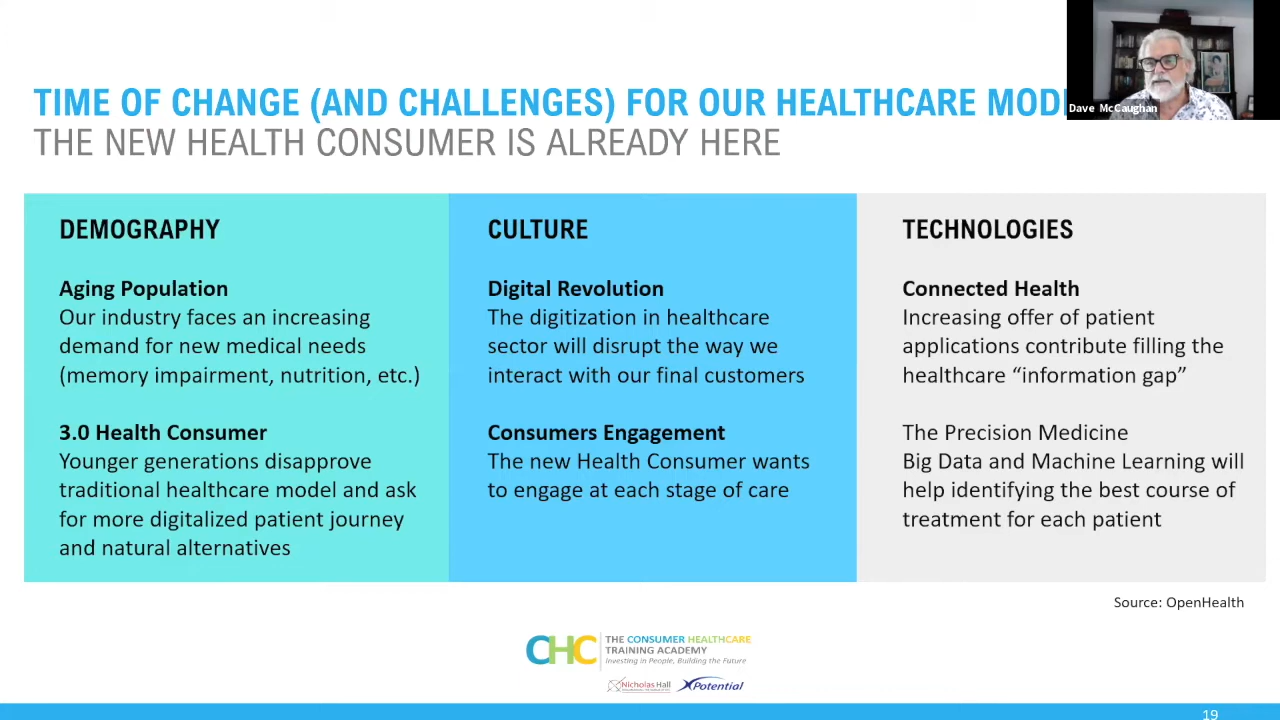 TIME OF CHANGE (AND CHALLENGES) FOR OUR HEALTHCARE MOD
Dave McCaughan
THE NEW HEALTH CONSUMER IS ALREADY HERE
DEMOGRAPHY
Aging Population
Our industry faces an increasing
demand for new medical needs
(memory impairment, nutrition, etc.)
3.0 Health Consumer
Younger generations disapprove
traditional healthcare model and ask
for more digitalized patient journey
and natural alternatives
CULTURE
Digital Revolution
The digitization in healthcare
sector will disrupt the way we
interact with our final customers
Consumers Engagement
The new Health Consumer wants
to engage at each stage of care
TECHNOLOGIES
Connected Health
Increasing offer of patient
applications contribute filling the
healthcare “information gap”
The Precision Medicine
Big Data and Machine Learning will
help identifying the best course of
treatment for each patient
Source: OpenHealth
CHC
THE CONSUMER HEALTHCARE
TRAINING ACADEMY
Investing in People, Building the Future
Nicholas Hall
XPotential
19